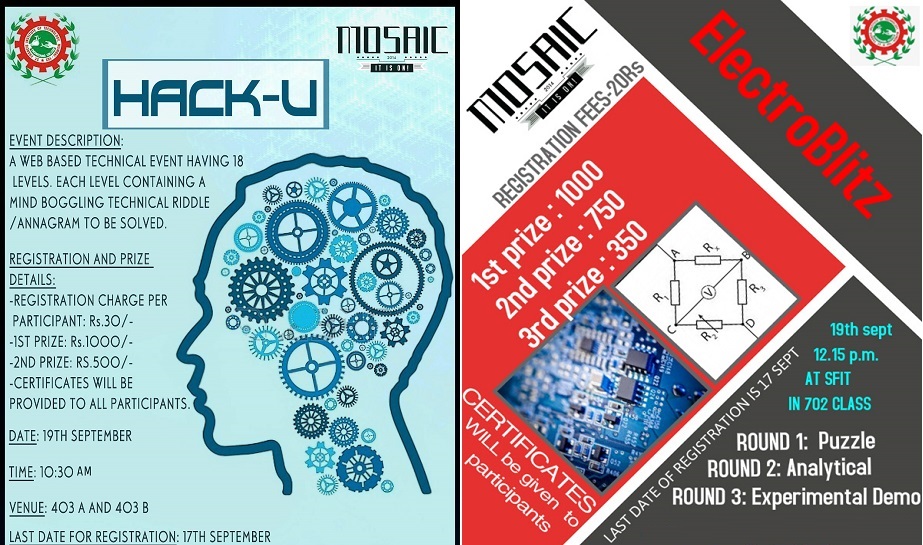 MOSAIC
2014
IT IS ON!
HACK-U
EVENT DESCRIPTION:
A WEB BASED TECHNICAL EVENT HAVING 18
LEVELS. EACH LEVEL CONTAINING A
MIND BOGGLING TECHNICAL RIDDLE
/ANNAGRAM TO BE SOLVED.
REGISTRATION AND PRIZE
DETAILS:
-REGISTRATION CHARGE PER
PARTICIPANT: Rs.30/-
-1ST PRIZE: Rs.1000/-
-2ND PRIZE: RS.500/-
-CERTIFICATES WILL BE
PROVIDED TO ALL PARTICIPANTS.
DATE: 19TH SEPTEMBER
TIME: 10:30 AM
VENUE: 403 A AND 403 B
LAST DATE FOR REGISTRATION: 17TH SEPTEMBER
MOSAIC
2014
IT IS ON!
ElectroBlitz
REGISTRATION FEES-20Rs
1st prize : 1000
2nd prize : 750
3rd prize : 350
A
Rx
B
R1
V
R3
C
R2
D
CERTIFICATES
will be given to
participants
LAST DATE OF REGISTRATION IS 17 SEPT
19th sept
12.15 p.m.
AT SFIT
IN 702 CLASS
ROUND 1: Puzzle
ROUND 2: Analytical
ROUND 3: Experimental Demo